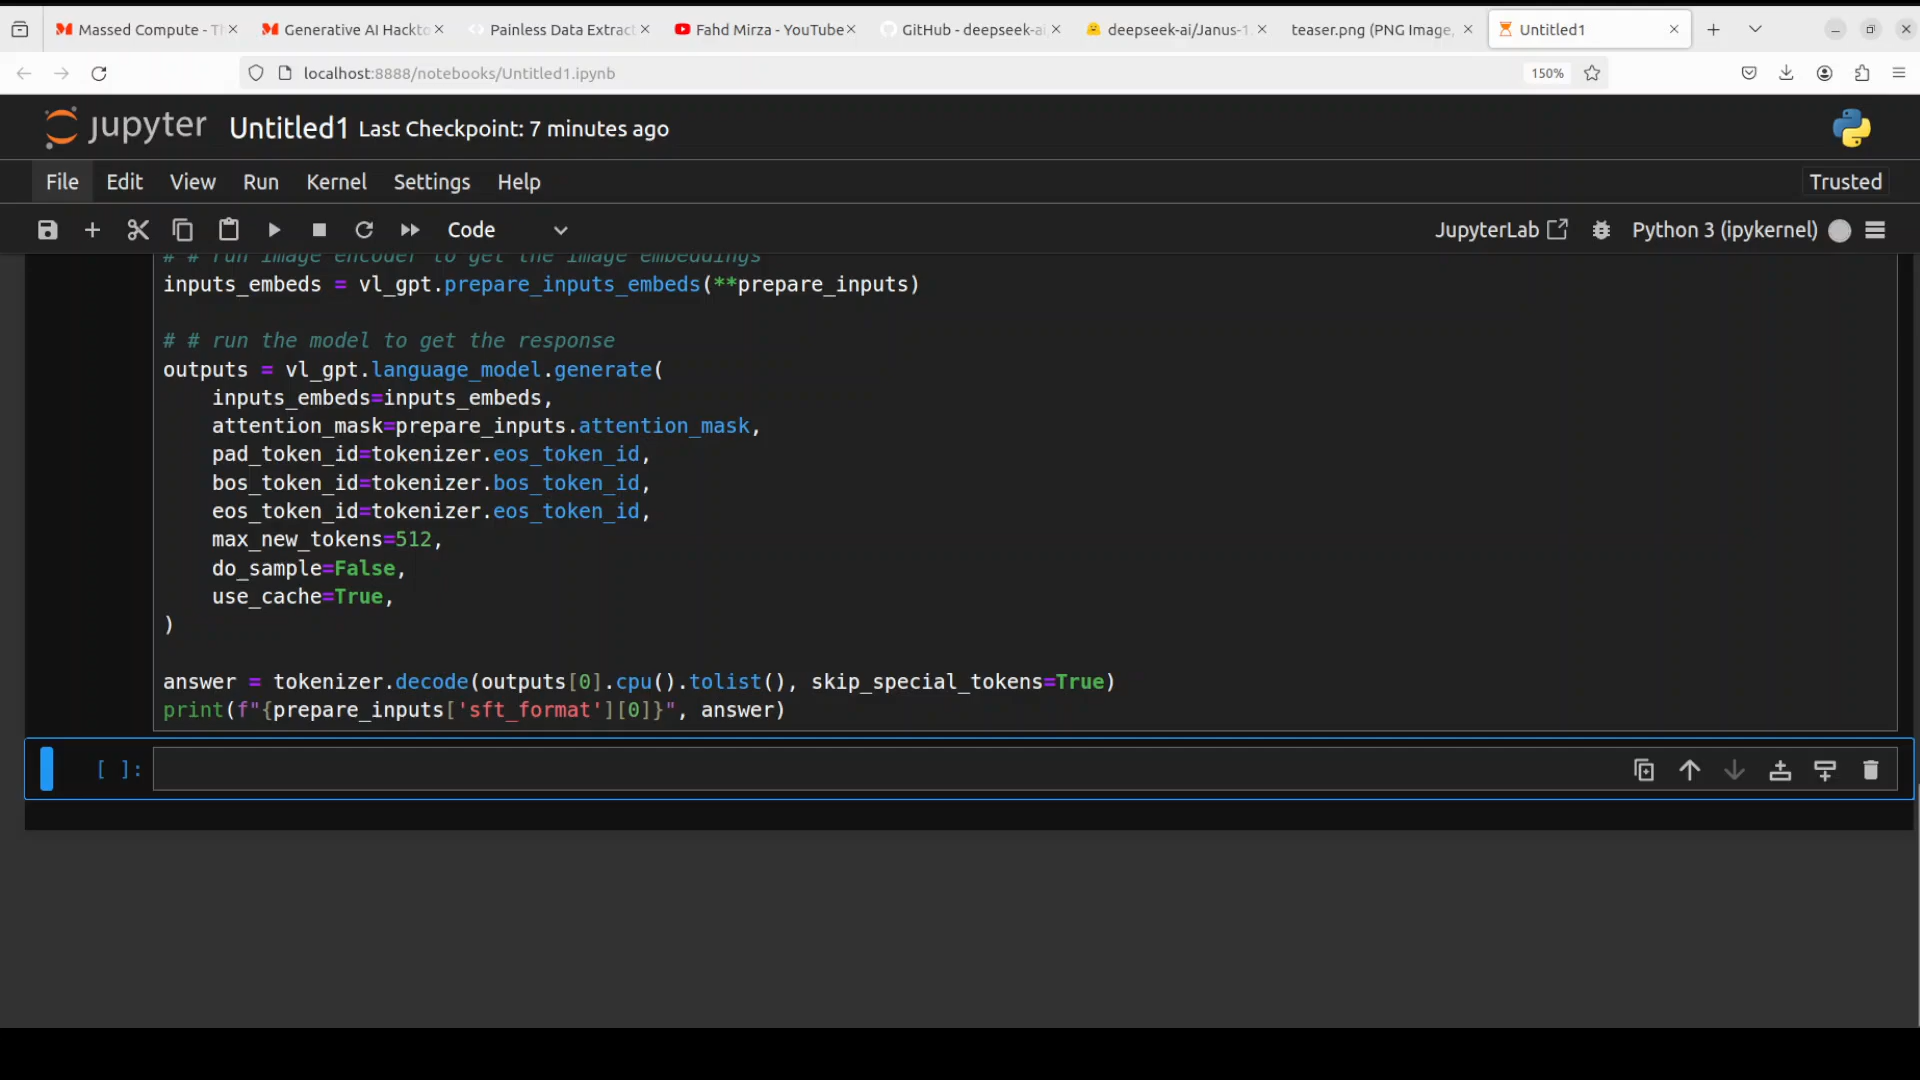 Massed Compute - Th
Generative AI Hackto
Painless Data Extract
Fahd Mirza - YouTube
GitHub - deepseek-ai
deepseek-ai/Janus-1.
teaser.png (PNG Image,
Untitled1
localhost:8888/notebooks/Untitled1.ipynb
150%
jupyter Untitled1 Last Checkpoint: 7 minutes ago
File Edit View Run Kernel Settings Help Trusted
Code JupyterLab Python 3 (ipykernel)
# # run image encoder to get the image embeddings
inputs_embeds = vl_gpt.prepare_inputs_embeds(**prepare_inputs)
# # run the model to get the response
outputs = vl_gpt.language_model.generate(
inputs_embeds=inputs_embeds,
attention_mask=prepare_inputs.attention_mask,
pad_token_id=tokenizer.eos_token_id,
bos_token_id=tokenizer.bos_token_id,
eos_token_id=tokenizer.eos_token_id,
max_new_tokens=512,
do_sample=False,
use_cache=True,
)
answer = tokenizer.decode(outputs[0].cpu().tolist(), skip_special_tokens=True)
print(f"{prepare_inputs['sft_format'][0]}", answer)
[ ]: